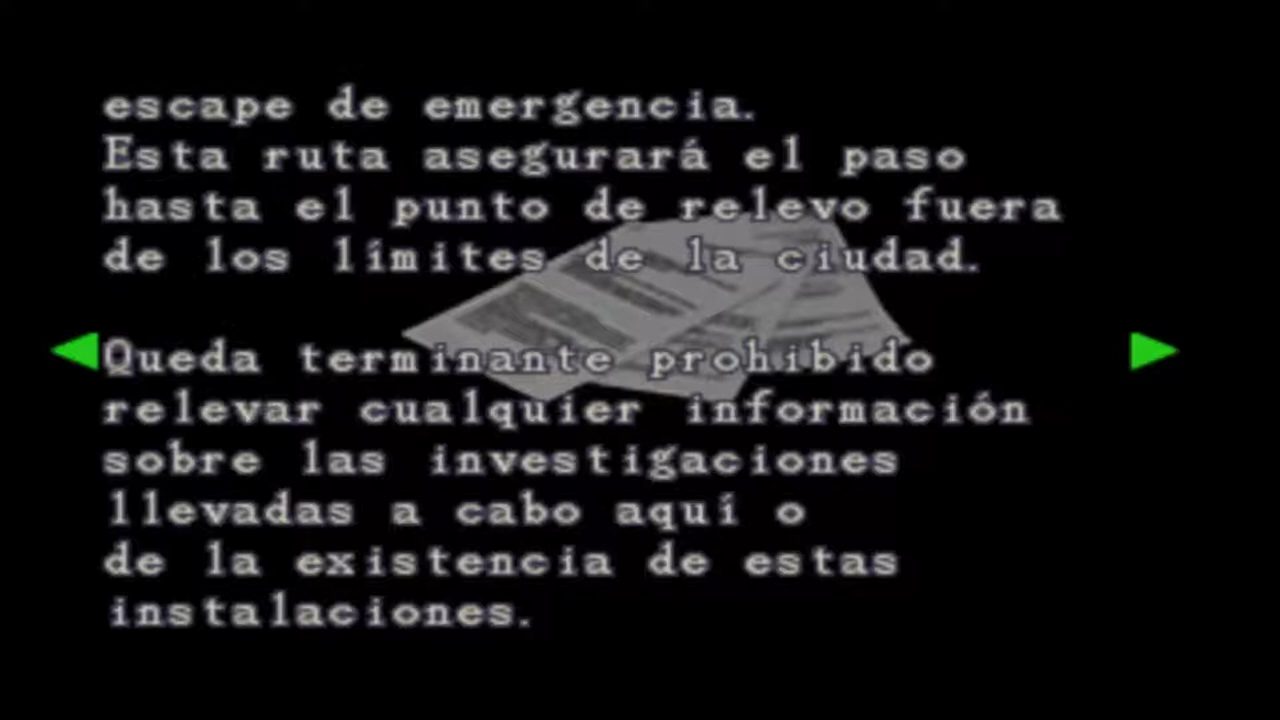 escape de emergencia.
Esta ruta asegurará el paso
hasta el punto de relevo fuera
de los límites de la ciudad.
Queda terminante prohibido
relevar cualquier información
sobre las investigaciones
llevadas a cabo aquí o
de la existencia de estas
instalaciones.